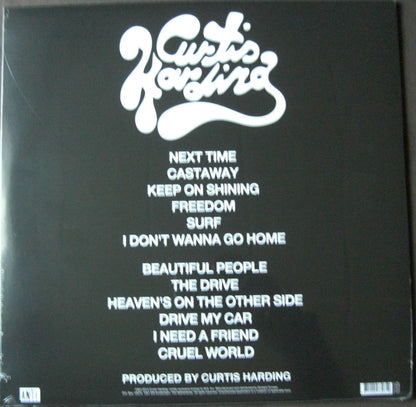 Curtis
Harding
NEXT TIME
CASTAWAY
KEEP ON SHINING
FREEDOM
SURF
I DON'T WANNA GO HOME
BEAUTIFUL PEOPLE
THE DRIVE
HEAVEN'S ON THE OTHER SIDE
DRIVE MY CAR
I NEED A FRIEND
CRUEL WORLD
PRODUCED BY CURTIS HARDING